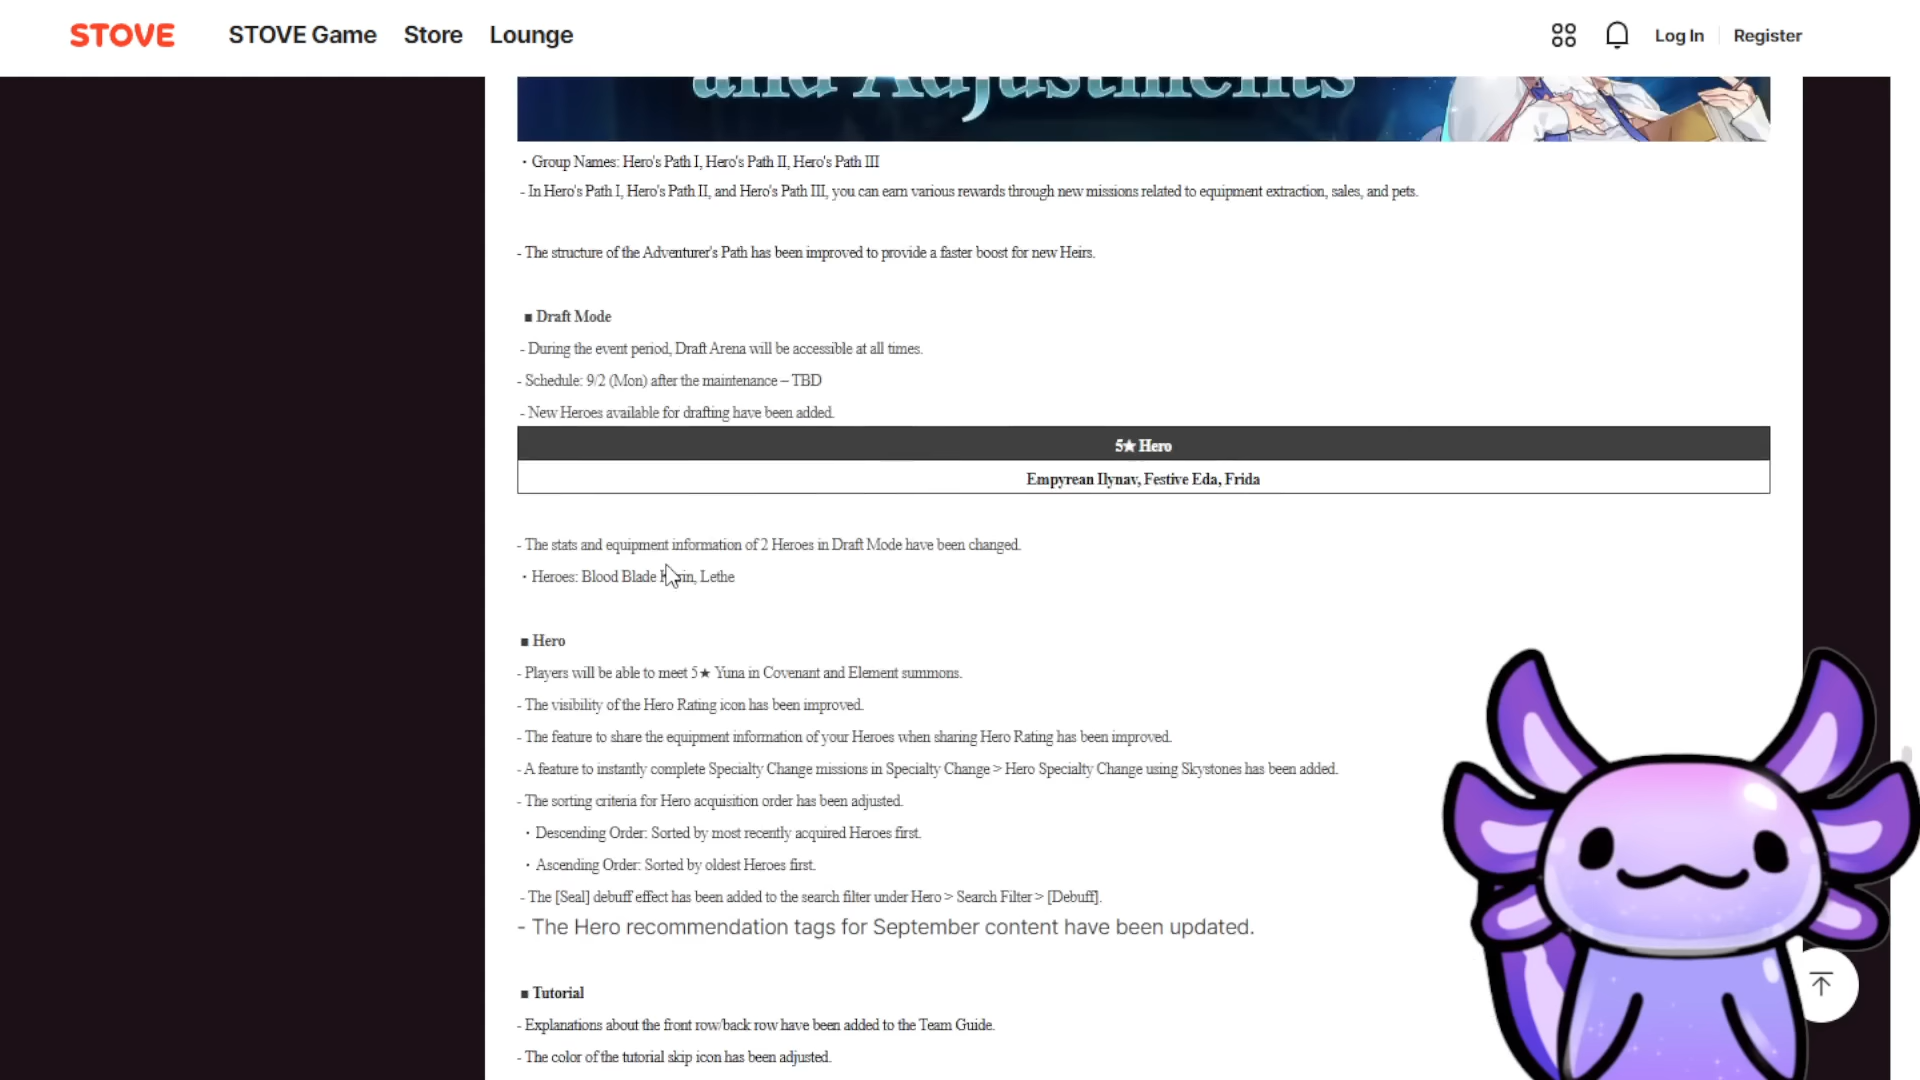 STOVE
STOVE Game
Store
Lounge
Log In
Register
and Adjustments
・Group Names: Hero's Path I, Hero's Path II, Hero's Path III
- In Hero's Path I, Hero's Path II, and Hero's Path III, you can earn various rewards through new missions related to equipment extraction, sales, and pets.
- The structure of the Adventurer's Path has been improved to provide a faster boost for new Heirs.
■ Draft Mode
- During the event period, Draft Arena will be accessible at all times.
- Schedule: 9/2 (Mon) after the maintenance – TBD
- New Heroes available for drafting have been added.
5★ Hero
Empyrean Ilynav, Festive Eda, Frida
- The stats and equipment information of 2 Heroes in Draft Mode have been changed.
・Heroes: Blood Blade Lethe
■ Hero
- Players will be able to meet 5★ Yuna in Covenant and Element summons.
- The visibility of the Hero Rating icon has been improved.
- The feature to share the equipment information of your Heroes when sharing Hero Rating has been improved.
- A feature to instantly complete Specialty Change missions in Specialty Change > Hero Specialty Change using Skystones has been added.
- The sorting criteria for Hero acquisition order has been adjusted.
・Descending Order: Sorted by most recently acquired Heroes first.
・Ascending Order: Sorted by oldest Heroes first.
- The [Seal] debuff effect has been added to the search filter under Hero > Search Filter > [Debuff].
- The Hero recommendation tags for September content have been updated.
■ Tutorial
- Explanations about the front row/back row have been added to the Team Guide.
- The color of the tutorial skip icon has been adjusted.